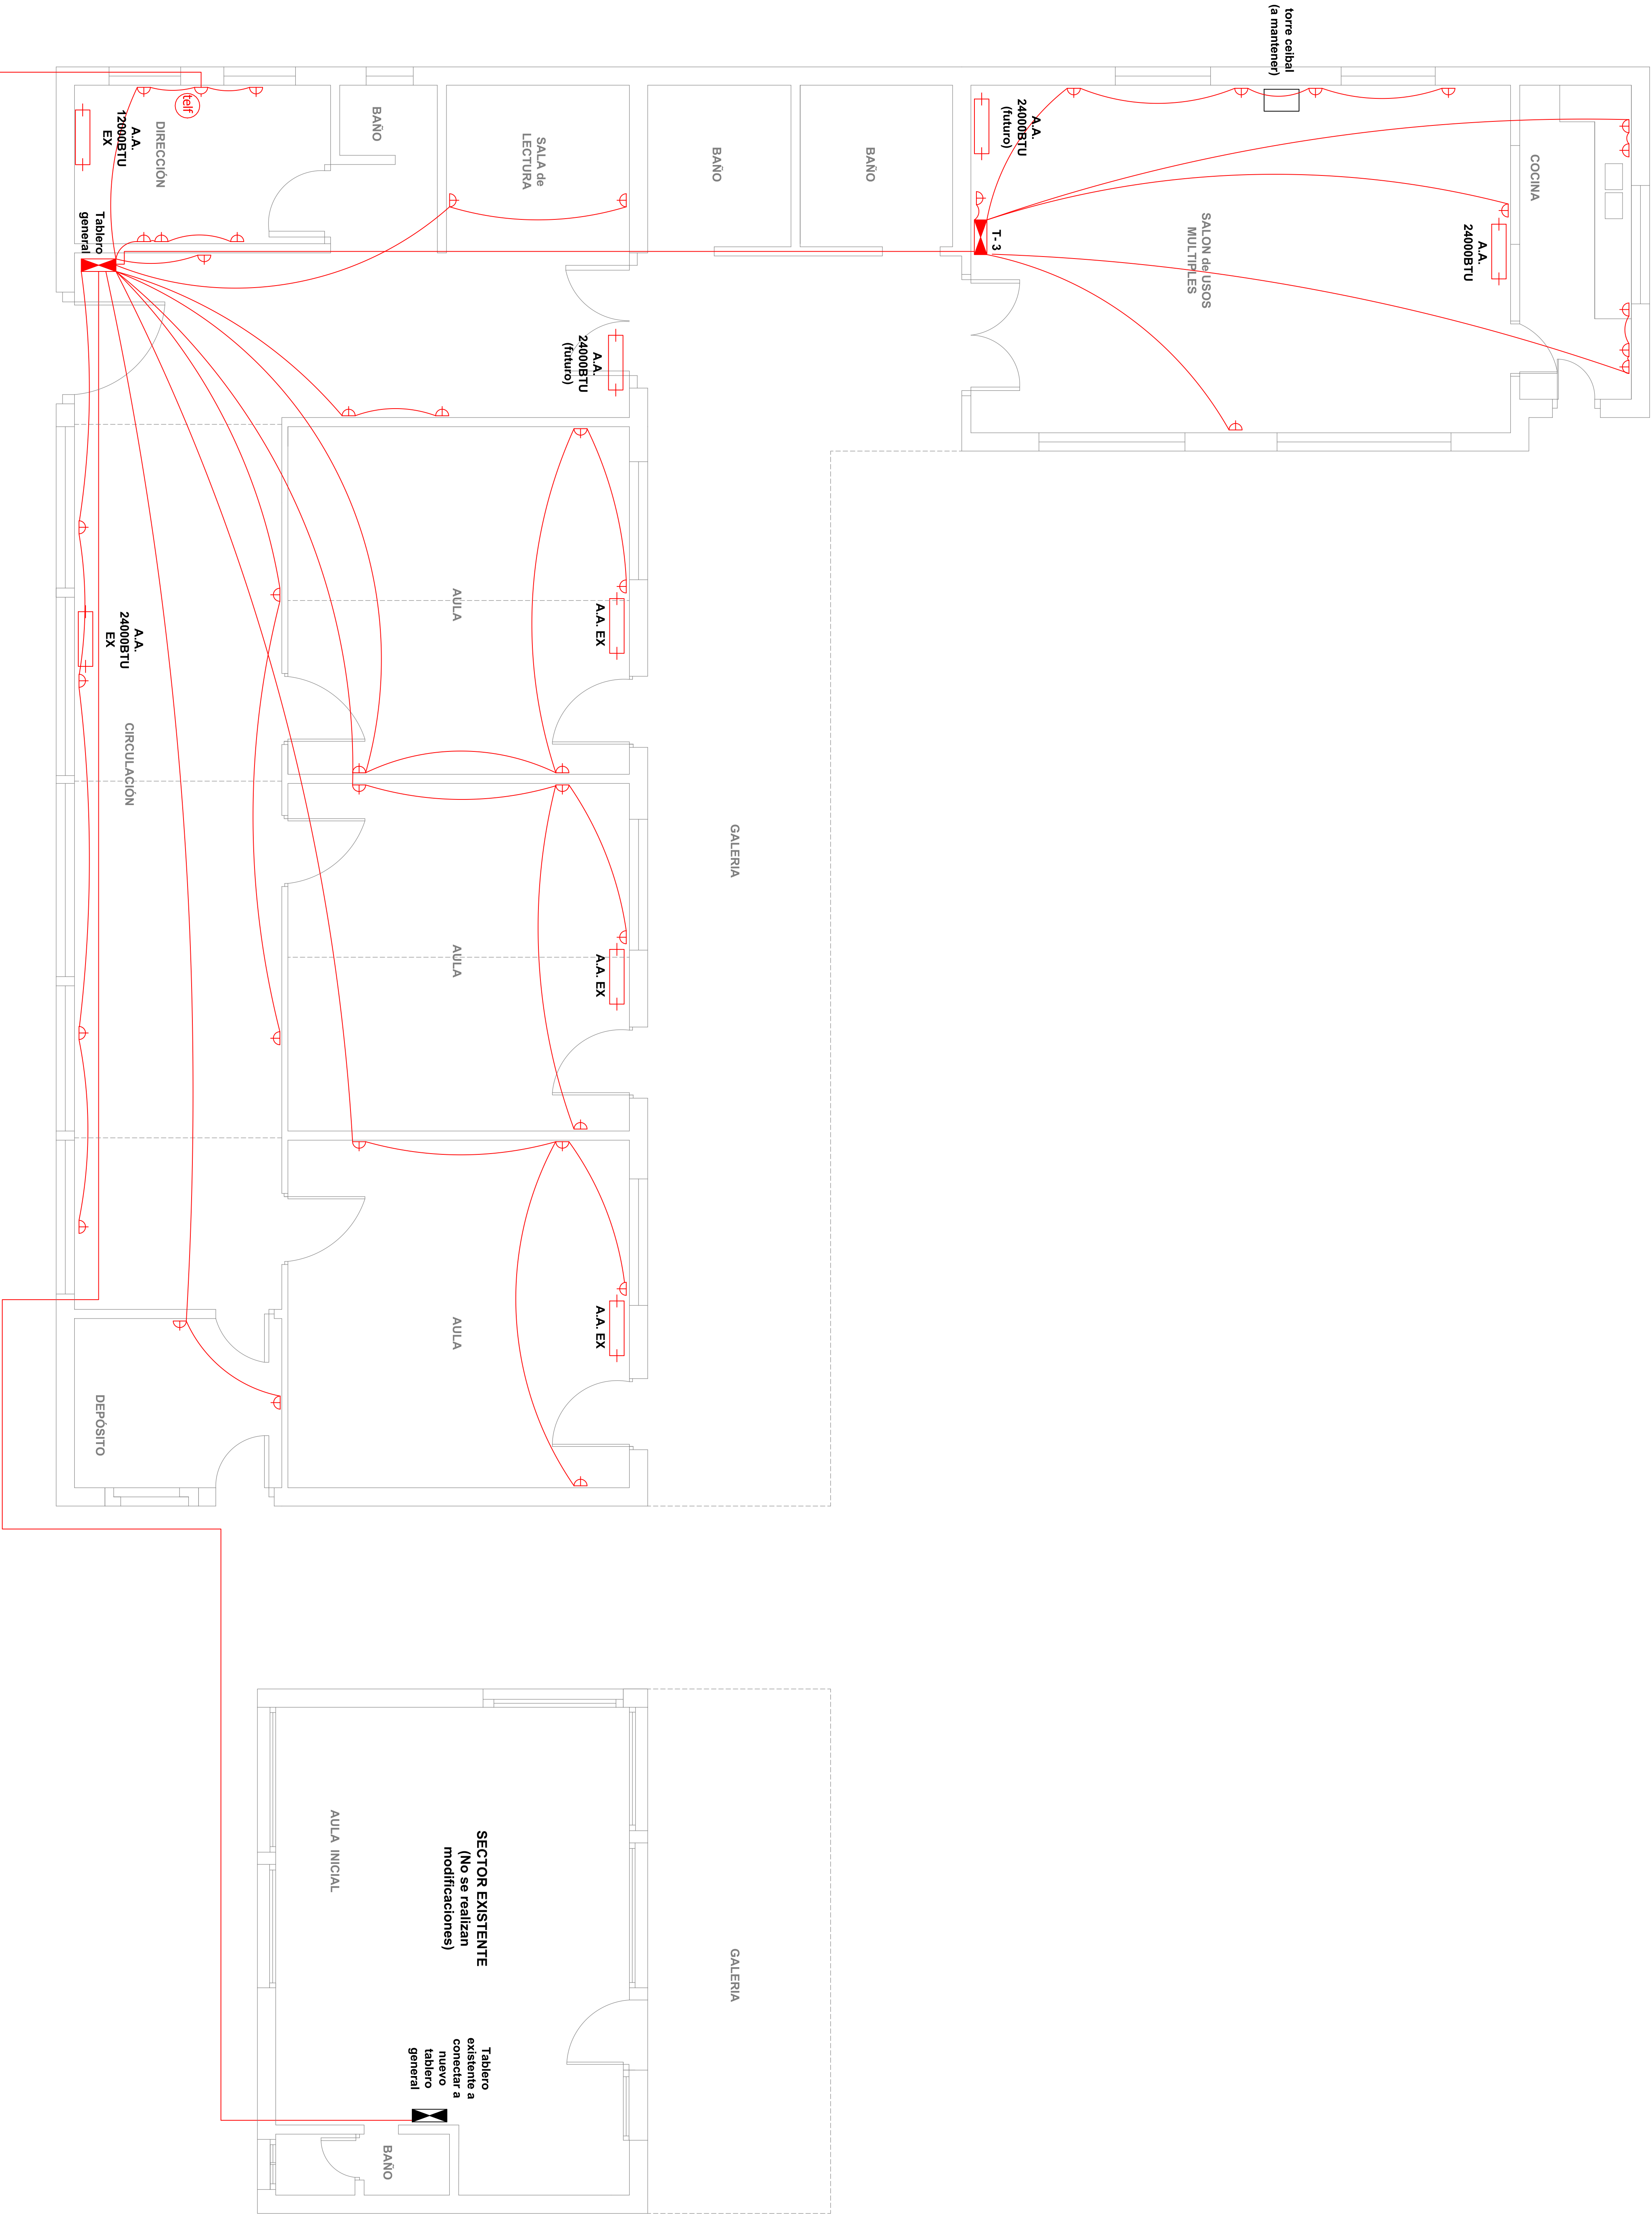 torre ceibal
(a mantener)
COCINA
A.A.
24000BTU
SALON de USOS
MULTIPLES
A.A.
24000BTU
(futuro)
T-3
BAÑO
BAÑO
SALA de
LECTURA
BAÑO
telf
DIRECCIÓN
A.A.
12000BTU
EX
Tablero
general
A.A.
24000BTU
(futuro)
AULA
A.A. EX
A.A.
24000BTU
EX
CIRCULACIÓN
GALERIA
AULA
A.A. EX
AULA
A.A. EX
DEPÓSITO
AULA INICIAL
SECTOR EXISTENTE
(No se realizan
modificaciones)
GALERIA
Tablero
existente a
conectar a
nuevo
tablero
general
BAÑO